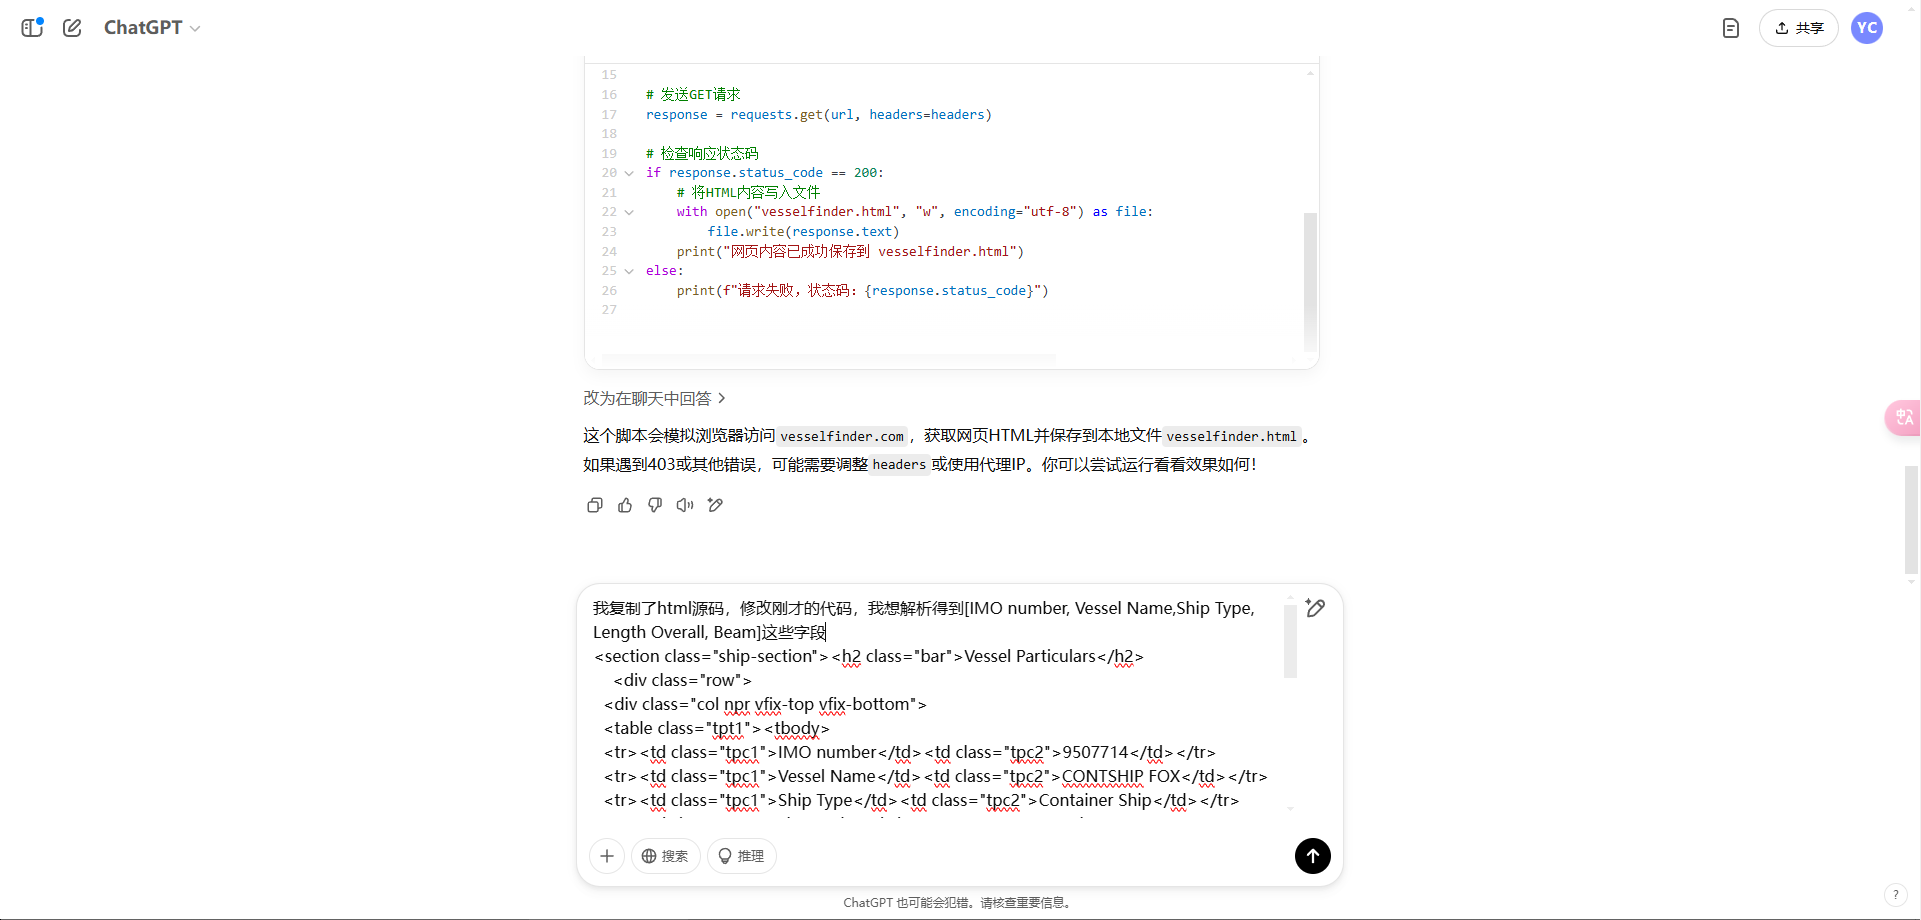 ChatGPT
共享
YC
15
16 # 发送GET请求
17 response = requests.get(url, headers=headers)
18
19 # 检查响应状态码
20 if response.status_code == 200:
21 # 将HTML内容写入文件
22 with open("vesselfinder.html", "w", encoding="utf-8") as file:
23 file.write(response.text)
24 print("网页内容已成功保存到 vesselfinder.html")
25 else:
26 print(f"请求失败，状态码：{response.status_code}")
27
改为在聊天中回答
这个脚本会模拟浏览器访问 vesselfinder.com ，获取网页HTML并保存到本地文件 vesselfinder.html 。
如果遇到403或其他错误，可能需要调整 headers 或使用代理IP。你可以尝试运行看看效果如何！
中A
我复制了html源码，修改刚才的代码，我想解析得到[IMO number, Vessel Name,Ship Type,
Length Overall, Beam]这些字段
<section class="ship-section"><h2 class="bar">Vessel Particulars</h2>
<div class="row">
<div class="col npr vfix-top vfix-bottom">
<table class="tpt1"><tbody>
<tr><td class="tpc1">IMO number</td><td class="tpc2">9507714</td></tr>
<tr><td class="tpc1">Vessel Name</td><td class="tpc2">CONTSHIP FOX</td></tr>
<tr><td class="tpc1">Ship Type</td><td class="tpc2">Container Ship</td></tr>
搜索
推理
ChatGPT 也可能会犯错。请核查重要信息。
?